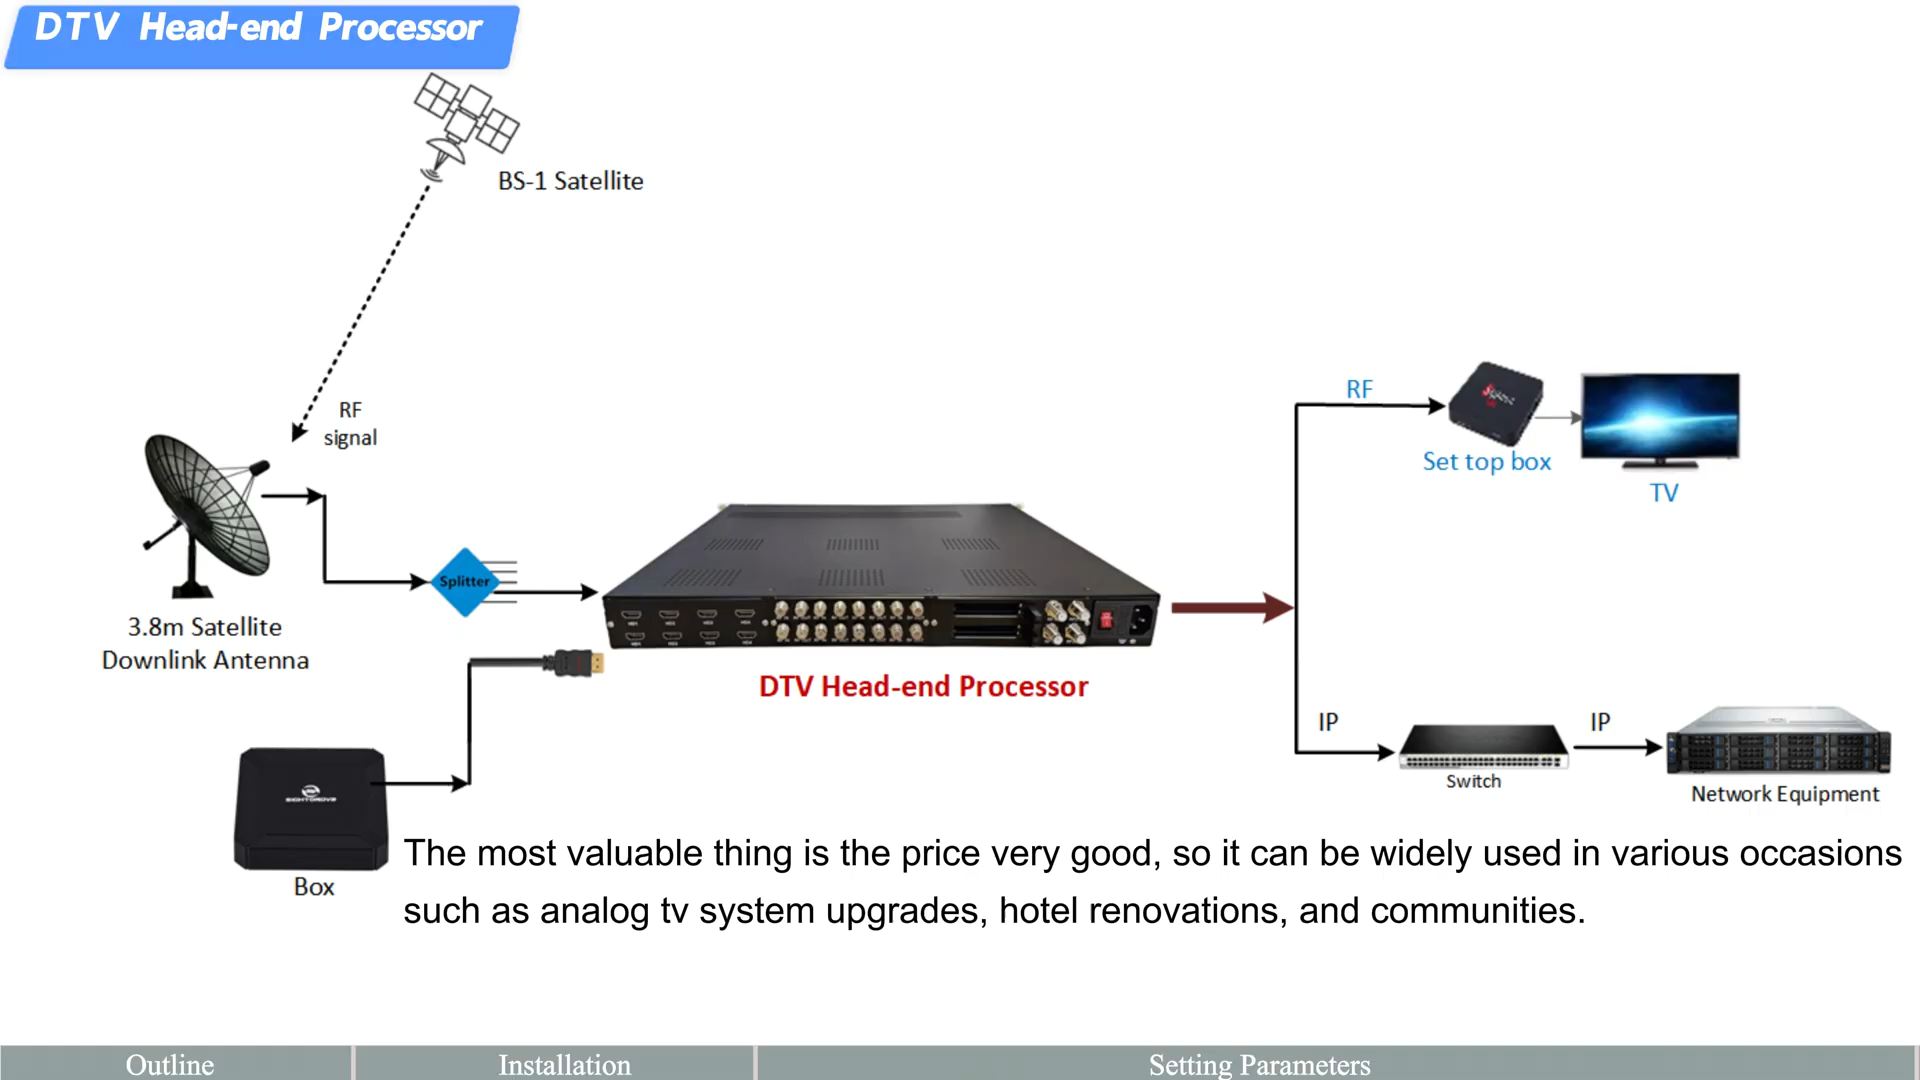 DTV Head-end Processor
BS-1 Satellite
RF
signal
RF
Set top box
TV
Splitter
3.8m Satellite
Downlink Antenna
DTV Head-end Processor
IP
IP
Switch
Network Equipment
Box
The most valuable thing is the price very good, so it can be widely used in various occasions
such as analog tv system upgrades, hotel renovations, and communities.
Outline
Installation
Setting Parameters